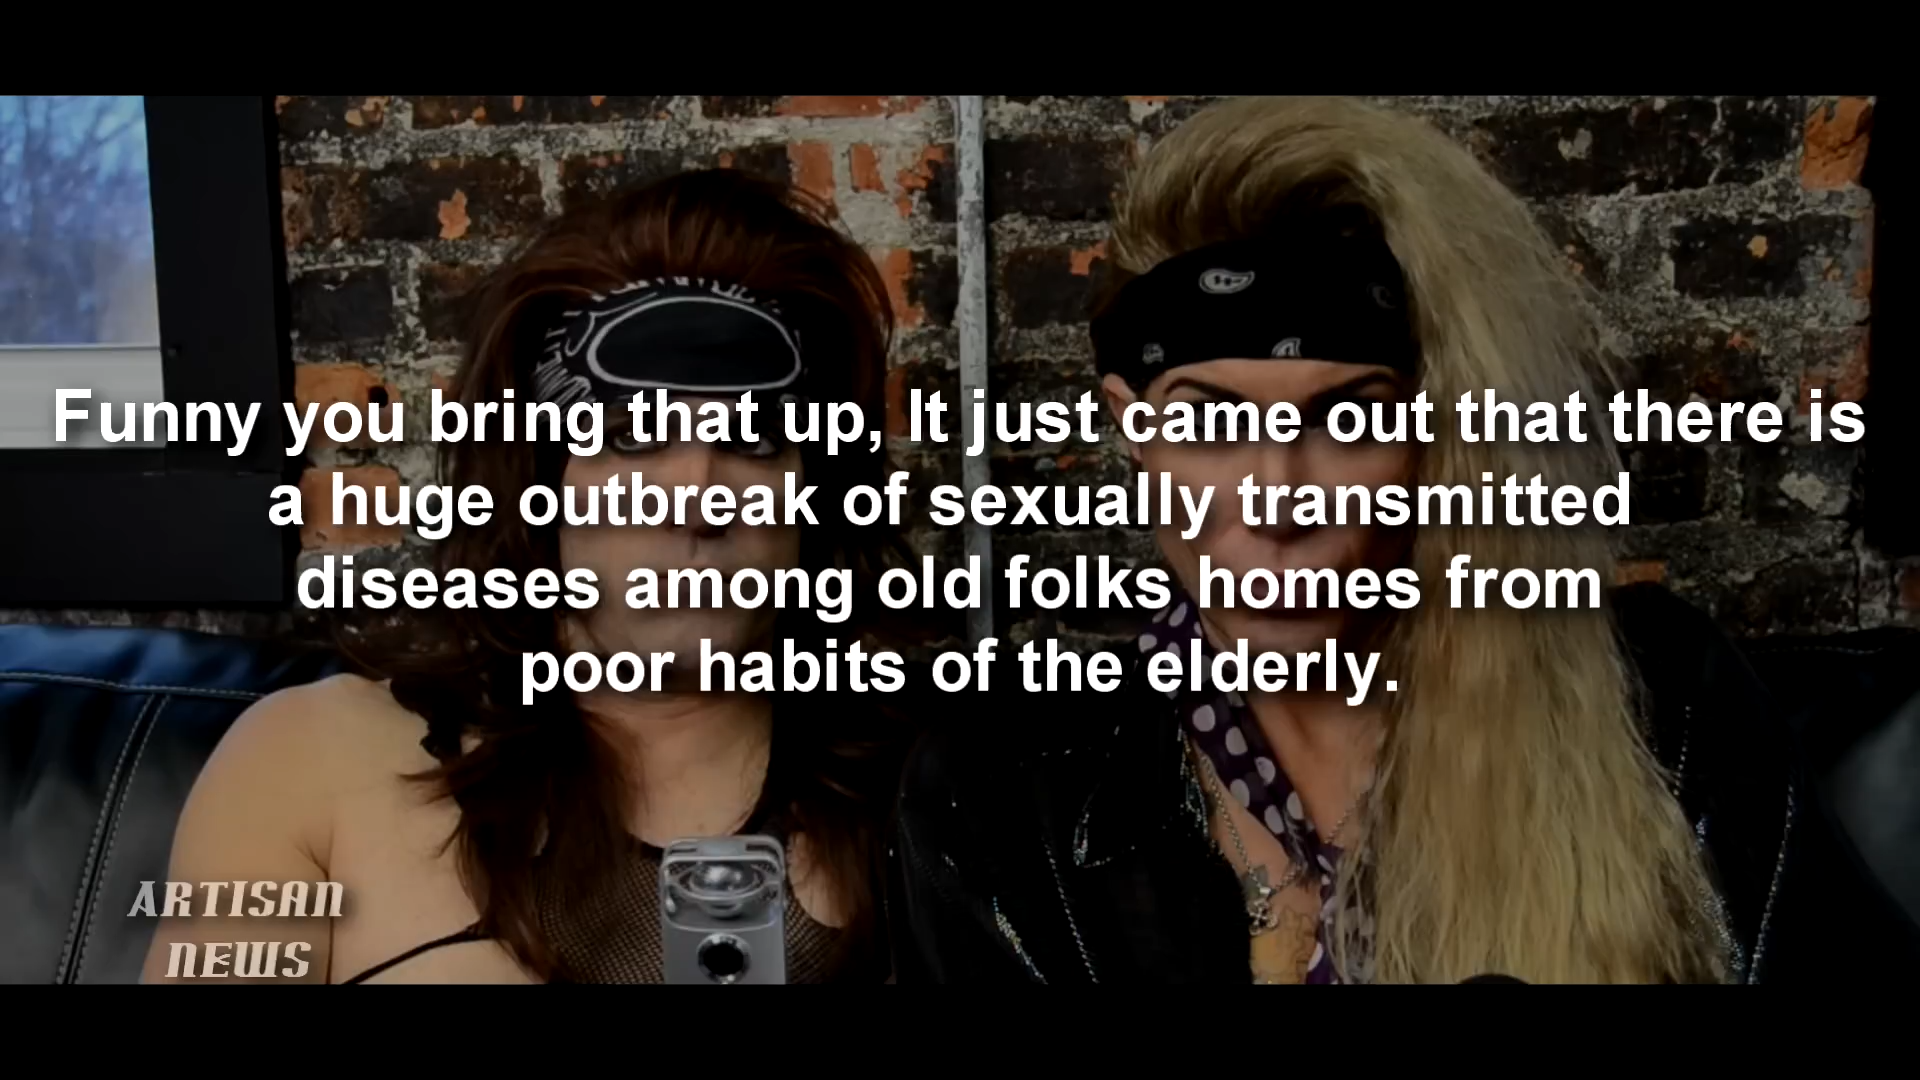 Funny you bring that up, It just came out that there is
a huge outbreak of sexually transmitted
diseases among old folks homes from
poor habits of the elderly.
ARTISAN
NEWS